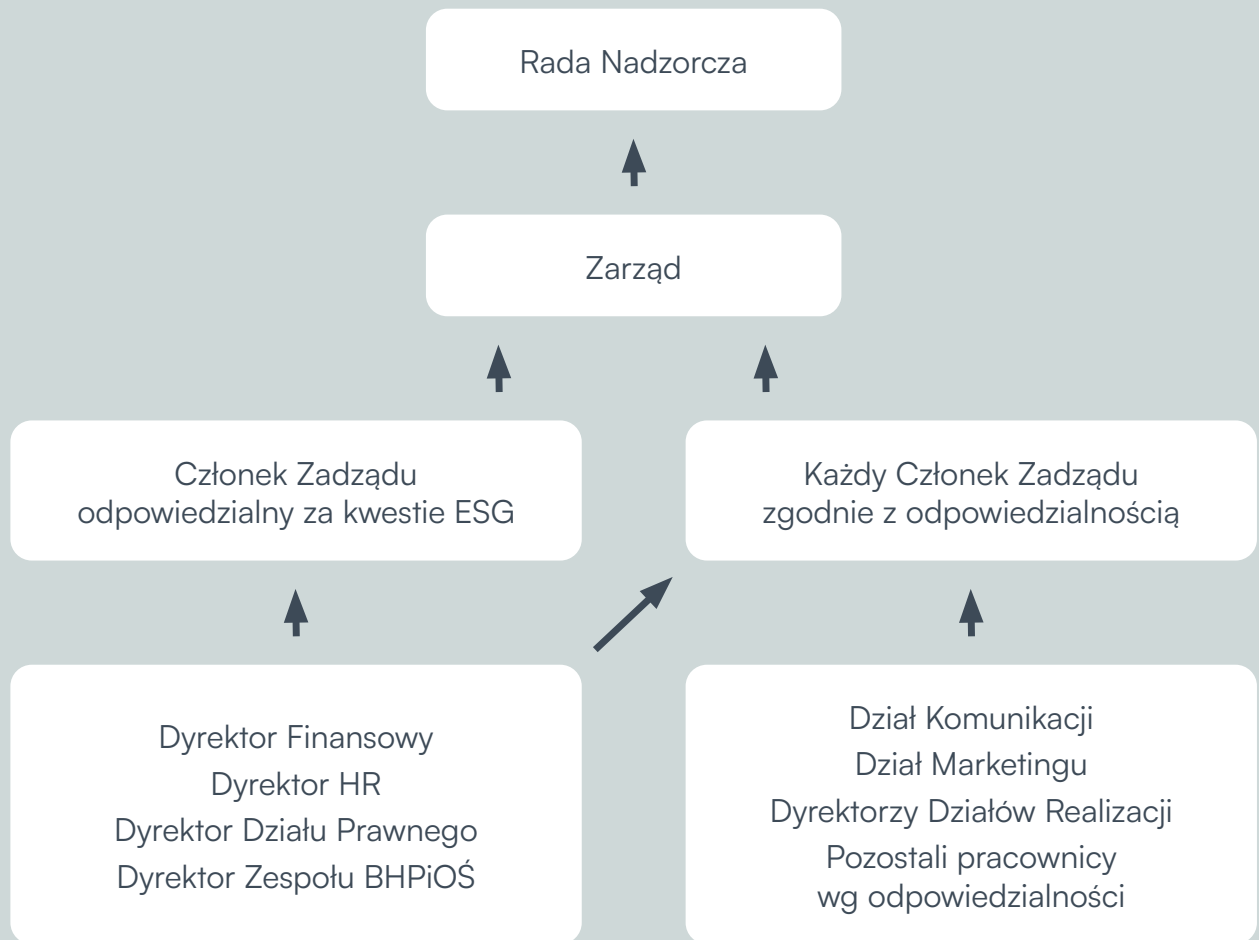 Rada Nadzorcza
Zarząd
Członek Zadządu
odpowiedzialny za kwestie ESG
Każdy Członek Zadządu
zgodnie z odpowiedzialnością
Dyrektor Finansowy
Dyrektor HR
Dyrektor Działu Prawnego
Dyrektor Zespołu BHPiOŚ
Dział Komunikacji
Dział Marketingu
Dyrektorzy Działów Realizacji
Pozostali pracownicy
wg odpowiedzialności